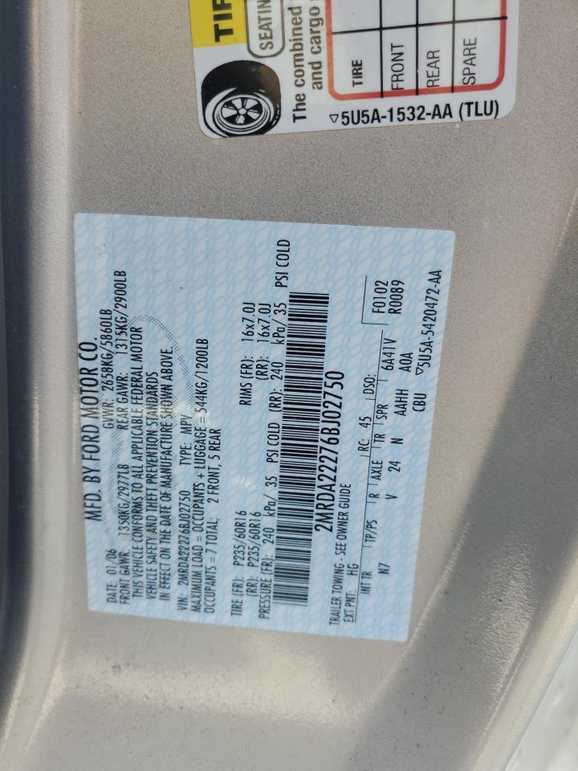 TIR
SEATIN
The combined
and cargo
TIRE
FRONT
REAR
SPARE
▽5U5A-1532-AA (TLU)
MFD. BY FORD MOTOR CO.
DATE: 01/06 GVWR: 2658KG/5860LB
FRONT GAWR: 1350KG/2977LB REAR GAWR: 1315KG/2900LB
VEHICLE CONFORMS TO ALL APPLICABLE FEDERAL MOTOR
VEHICLE SAFETY AND THEFT PREVENTION STANDARDS
IN EFFECT ON THE DATE OF MANUFACTURE SHOWN ABOVE.
VIN: 2MRDA22276BJ02750 TYPE: MPV
MAXIMUM LOAD = OCCUPANTS + LUGGAGE = 544KG/1200LB
OCCUPANTS = 7 TOTAL: 2 FRONT, 5 REAR
TIRE (FR): P235/60R16 RIMS (FR): 16x7.0J
(RR): P235/60R16 (RR): 16x7.0J
PRESSURE (FR): 240 kPa/ 35 PSI COLD (RR): 240 kPa/ 35 PSI COLD
2MRDA22276BJ02750
TRAILER TOWING - SEE OWNER GUIDE F0102
EXT PNT: HG RC: 45 DSO: R0089
INT TR TP/PS R AXLE TR SPR 6A41V
N7 V 24 N AAHH A0A
CBU ▽5U5A-5420472-AA